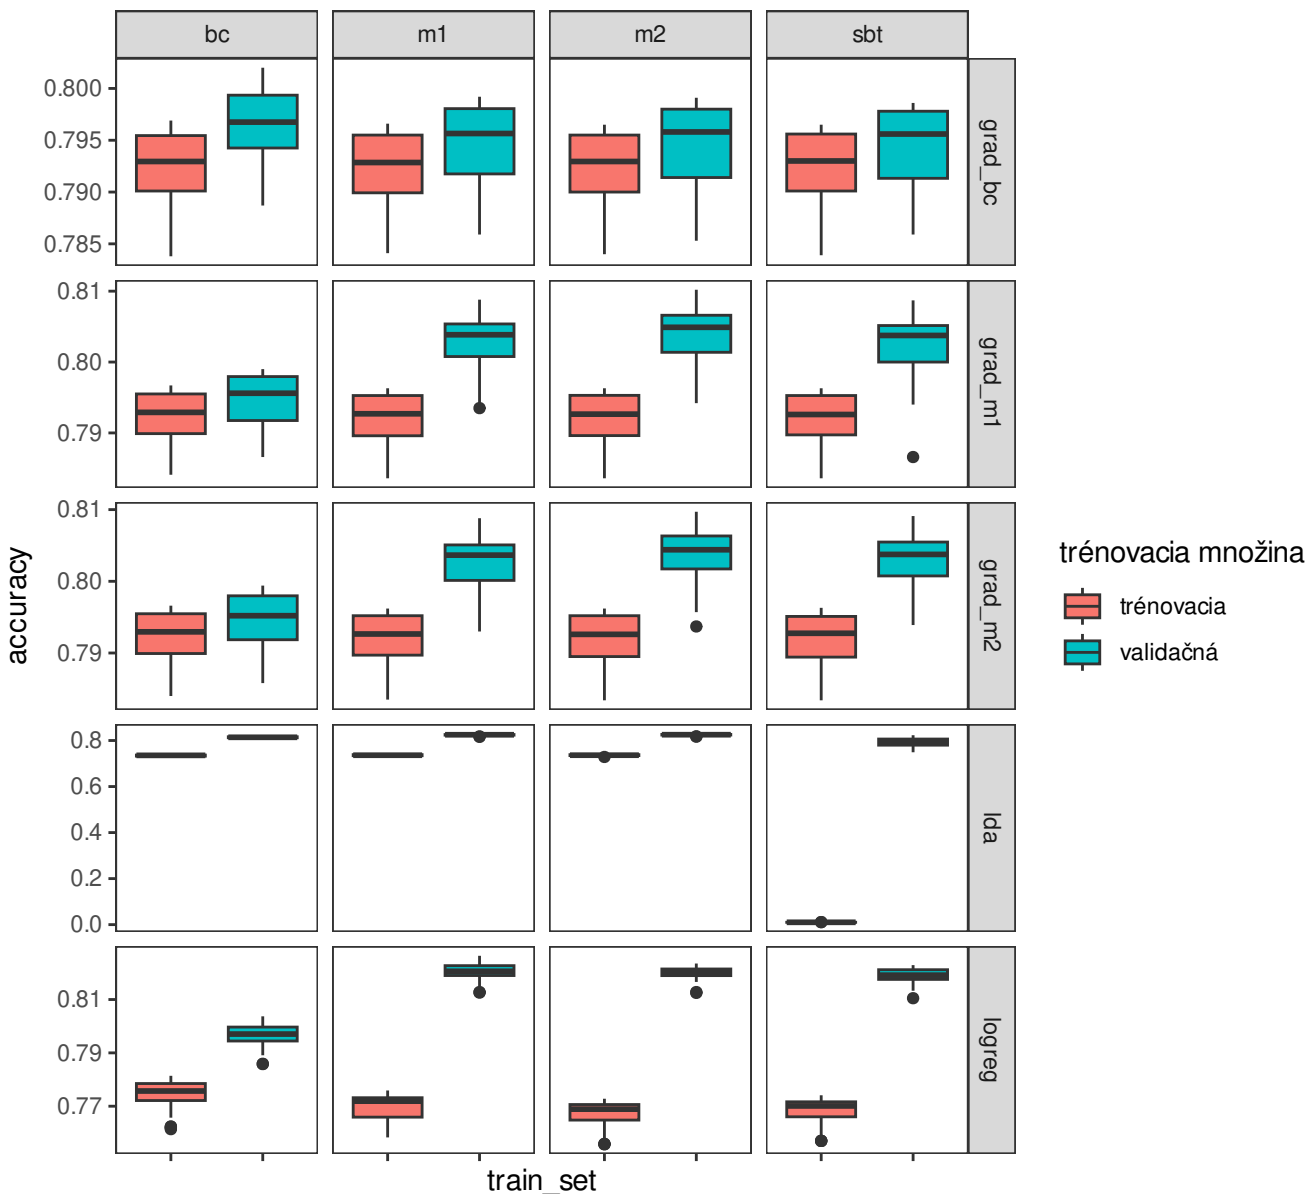 bc m1 m2 sbt
0.800
0.795
0.790
0.785
grad_bc
0.81
0.80
0.79
grad_m1
0.81
0.80
0.79
grad_m2
0.8
0.6
0.4
0.2
0.0
lda
0.81
0.79
0.77
logreg
accuracy
train_set
trénovacia množina
trénovacia
validačná